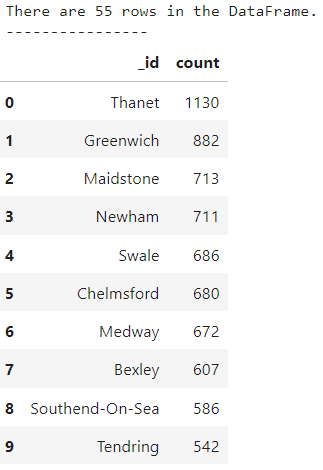 There are 55 rows in the DataFrame.
----------------
_id count
0 Thanet 1130
1 Greenwich 882
2 Maidstone 713
3 Newham 711
4 Swale 686
5 Chelmsford 680
6 Medway 672
7 Bexley 607
8 Southend-On-Sea 586
9 Tendring 542